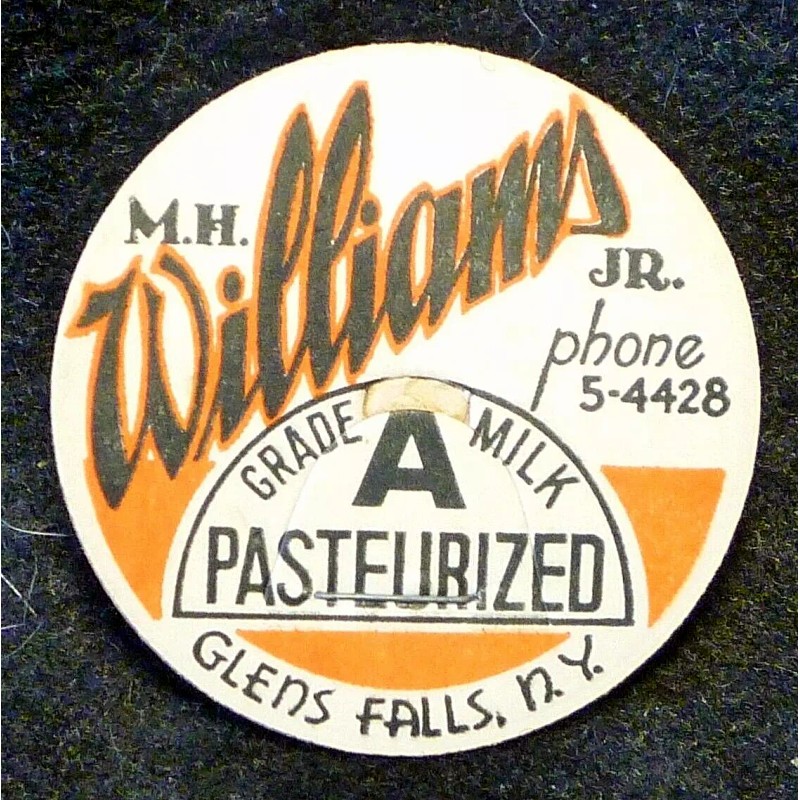 M.H.
Williams
JR.
phone
5-4428
GRADE A MILK
PASTEURIZED
GLENS FALLS, N.Y.